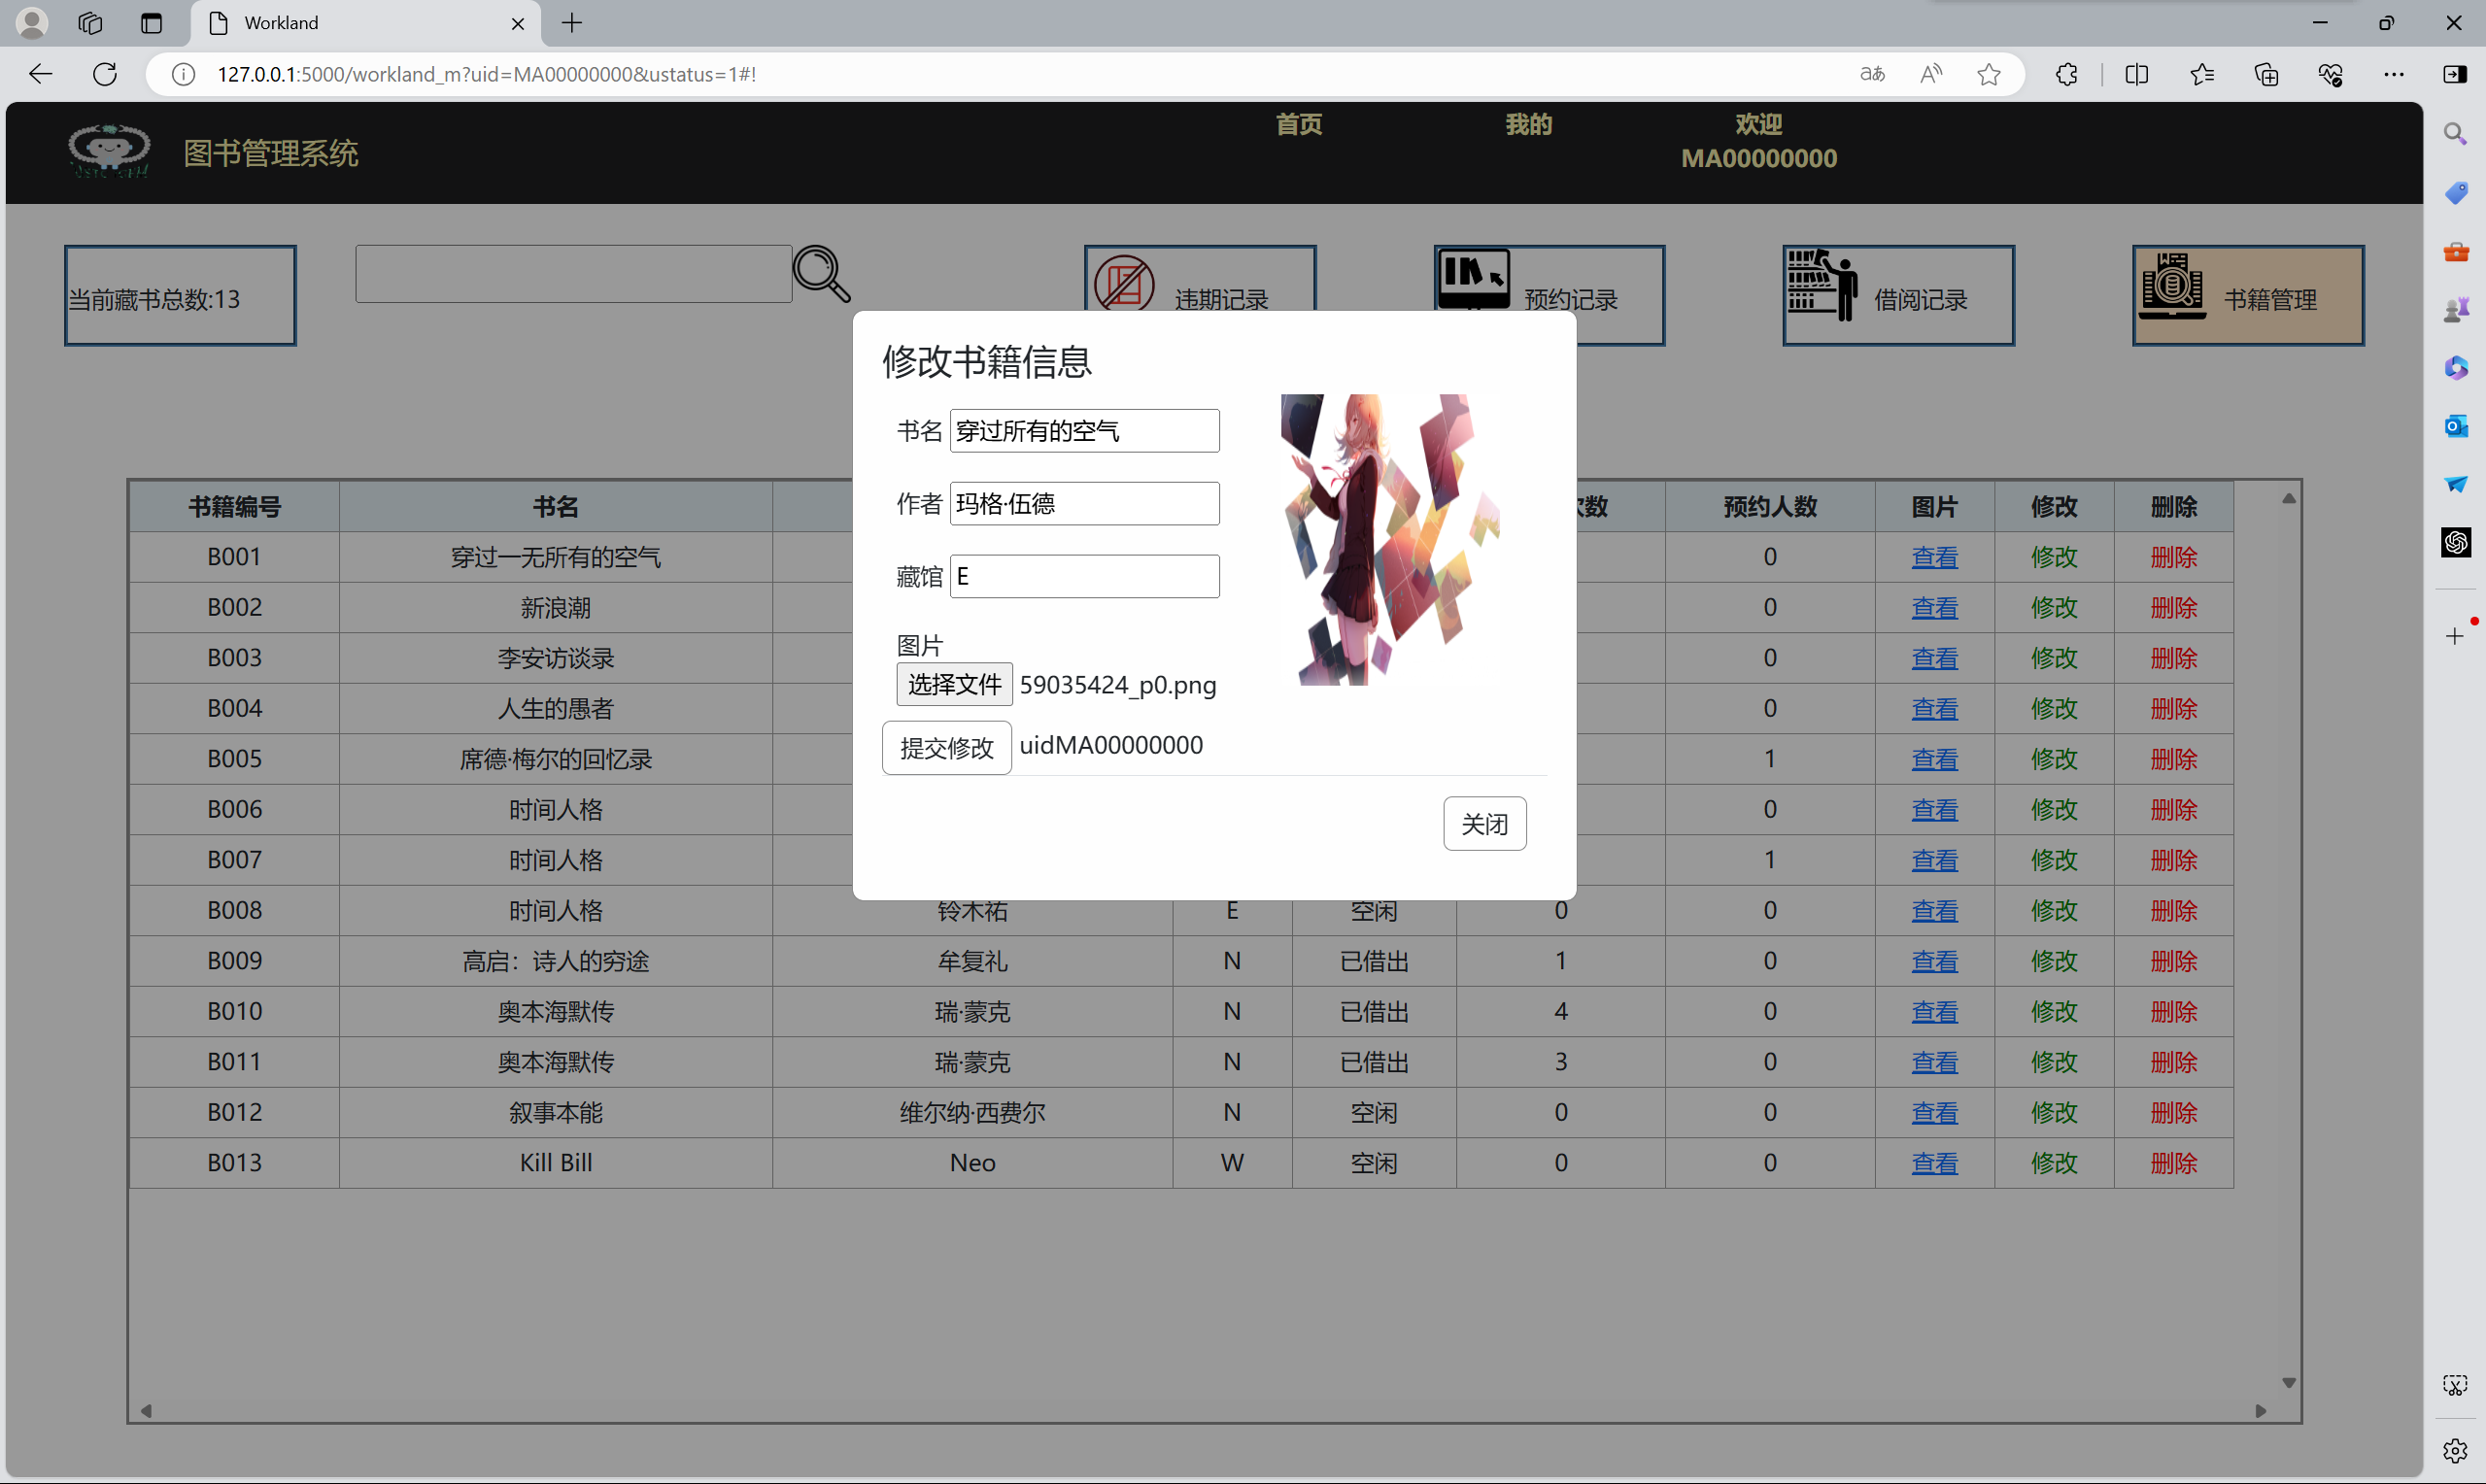 Workland
127.0.0.1:5000/workland_m?uid=MA00000000&ustatus=1#!
图书管理系统
首页
我的
欢迎
MA00000000
当前藏书总数:13
违期记录
预约记录
借阅记录
书籍管理
修改书籍信息
书名 穿过所有的空气
作者 玛格·伍德
藏馆 E
图片
选择文件 59035424_p0.png
提交修改 uidMA00000000
关闭
书籍编号 书名 次数 预约人数 图片 修改 删除
B001 穿过一无所有的空气 0 查看 修改 删除
B002 新浪潮 0 查看 修改 删除
B003 李安访谈录 0 查看 修改 删除
B004 人生的愚者 0 查看 修改 删除
B005 席德·梅尔的回忆录 1 查看 修改 删除
B006 时间人格 0 查看 修改 删除
B007 时间人格 1 查看 修改 删除
B008 时间人格 铃木祐 E 空闲 0 0 查看 修改 删除
B009 高启：诗人的穷途 牟复礼 N 已借出 1 0 查看 修改 删除
B010 奥本海默传 瑞·蒙克 N 已借出 4 0 查看 修改 删除
B011 奥本海默传 瑞·蒙克 N 已借出 3 0 查看 修改 删除
B012 叙事本能 维尔纳·西费尔 N 空闲 0 0 查看 修改 删除
B013 Kill Bill Neo W 空闲 0 0 查看 修改 删除